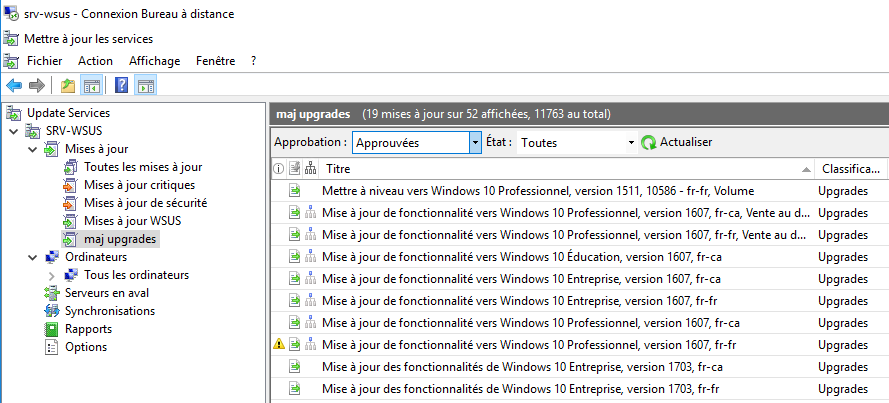 srv-wsus - Connexion Bureau à distance
Mettre à jour les services
Fichier Action Affichage Fenêtre ?
Update Services
SRV-WSUS
Mises à jour
Toutes les mises à jour
Mises à jour critiques
Mises à jour de sécurité
Mises à jour WSUS
maj upgrades
Ordinateurs
Tous les ordinateurs
Serveurs en aval
Synchronisations
Rapports
Options
maj upgrades (19 mises à jour sur 52 affichées, 11763 au total)
Approbation : Approuvées État : Toutes Actualiser
Titre Classifica...
Mettre à niveau vers Windows 10 Professionnel, version 1511, 10586 - fr-fr, Volume Upgrades
Mise à jour de fonctionnalité vers Windows 10 Professionnel, version 1607, fr-ca, Vente au d... Upgrades
Mise à jour de fonctionnalité vers Windows 10 Professionnel, version 1607, fr-fr, Vente au d... Upgrades
Mise à jour de fonctionnalité vers Windows 10 Éducation, version 1607, fr-ca Upgrades
Mise à jour de fonctionnalité vers Windows 10 Entreprise, version 1607, fr-ca Upgrades
Mise à jour de fonctionnalité vers Windows 10 Entreprise, version 1607, fr-fr Upgrades
Mise à jour de fonctionnalité vers Windows 10 Professionnel, version 1607, fr-ca Upgrades
Mise à jour de fonctionnalité vers Windows 10 Professionnel, version 1607, fr-fr Upgrades
Mise à jour des fonctionnalités de Windows 10 Entreprise, version 1703, fr-ca Upgrades
Mise à jour des fonctionnalités de Windows 10 Entreprise, version 1703, fr-fr Upgrades